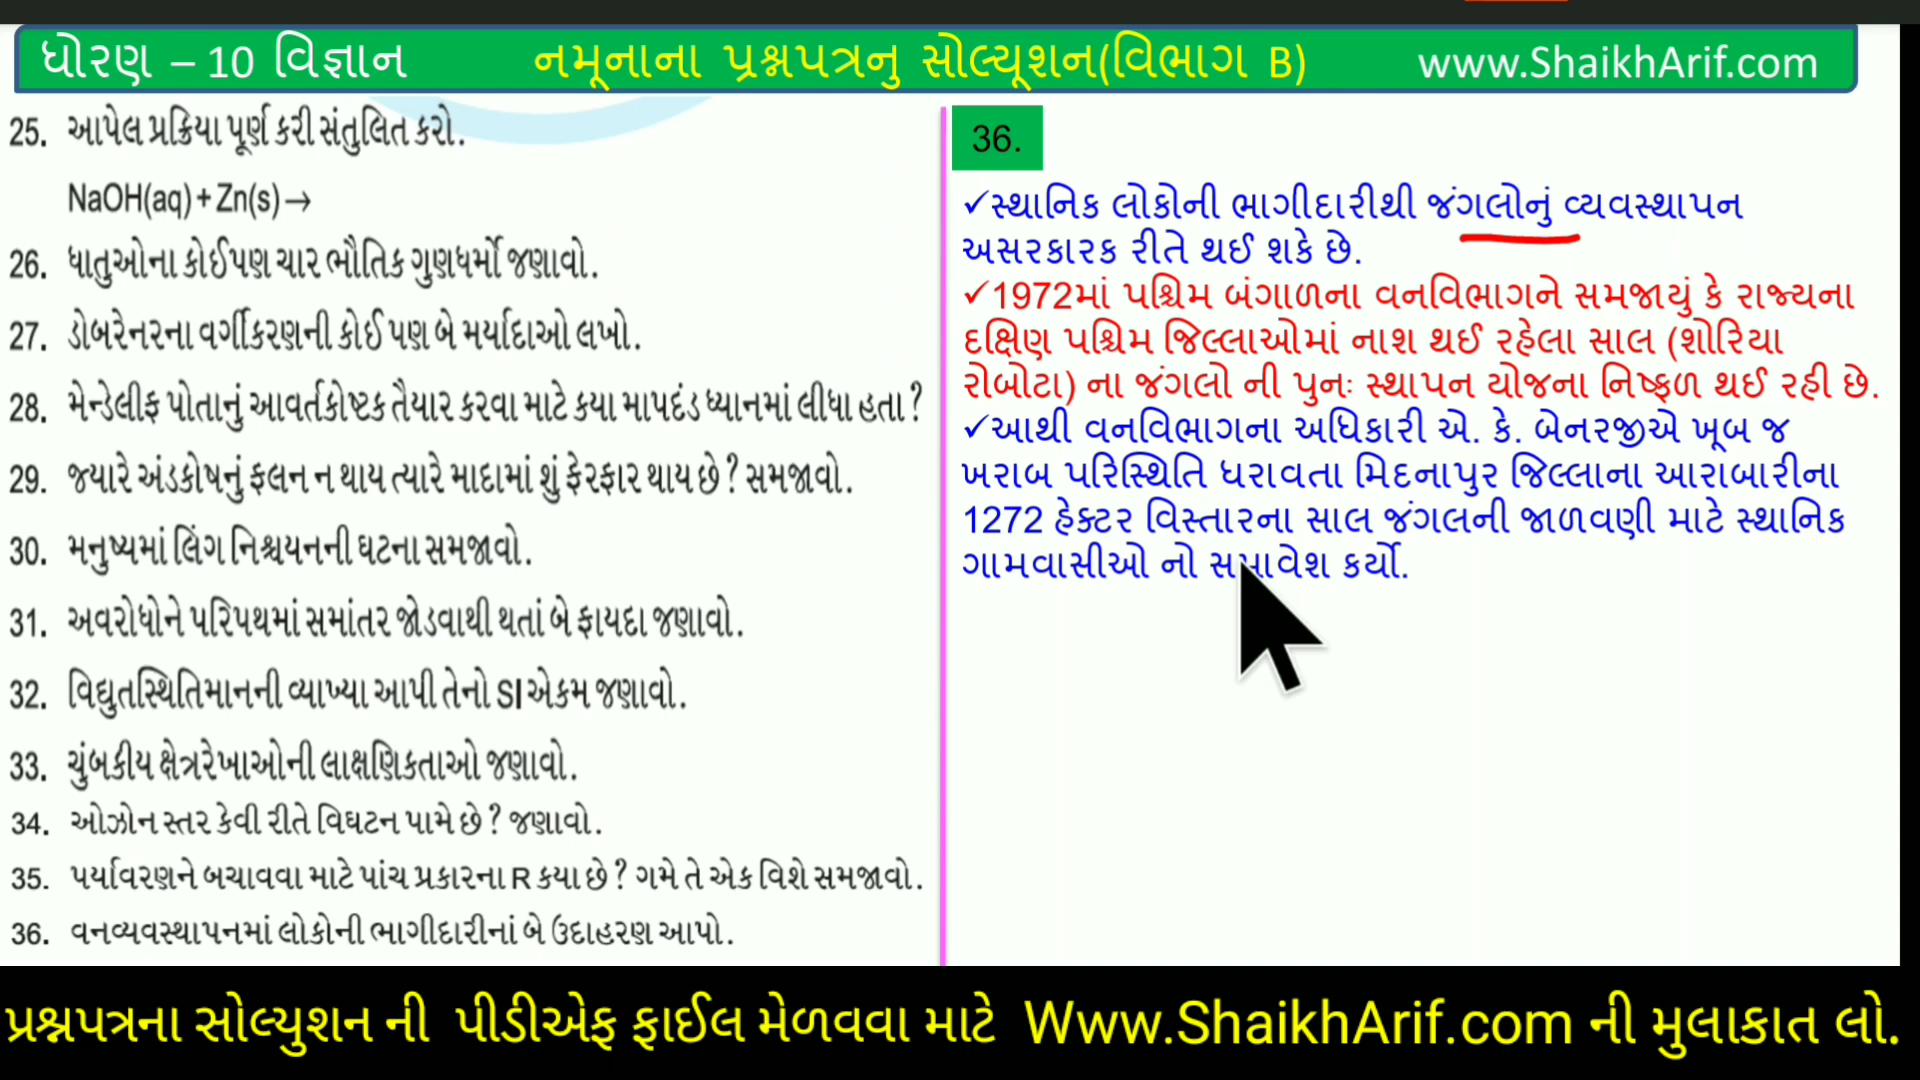 ધોરણ – 10 વિજ્ઞાન નમૂનાના પ્રશ્નપત્રનુ સોલ્યૂશન(વિભાગ B) www.ShaikhArif.com
25. આપેલ પ્રક્રિયા પૂર્ણ કરી સંતુલિત કરો.
NaOH(aq) + Zn(s) →
26. ધાતુઓના કોઈપણ ચાર ભૌતિક ગુણધર્મો જણાવો.
27. ડોબરેનરના વર્ગીકરણની કોઈ પણ બે મર્યાદાઓ લખો.
28. મેન્ડેલીફ પોતાનું આવર્તકોષ્ટક તૈયાર કરવા માટે કયા માપદંડ ધ્યાનમાં લીધા હતા ?
29. જ્યારે અંડકોષનું ફલન ન થાય ત્યારે માદામાં શું ફેરફાર થાય છે ? સમજાવો.
30. મનુષ્યમાં લિંગ નિશ્ચયનની ઘટના સમજાવો.
31. અવરોધોને પરિપથમાં સમાંતર જોડવાથી થતાં બે ફાયદા જણાવો.
32. વિદ્યુતસ્થિતિમાનની વ્યાખ્યા આપી તેનો SI એકમ જણાવો.
33. ચુંબકીય ક્ષેત્રરેખાઓની લાક્ષણિકતાઓ જણાવો.
34. ઓઝોન સ્તર કેવી રીતે વિઘટન પામે છે ? જણાવો.
35. પર્યાવરણને બચાવવા માટે પાંચ પ્રકારના R કયા છે ? ગમે તે એક વિશે સમજાવો.
36. વનવ્યવસ્થાપનમાં લોકોની ભાગીદારીનાં બે ઉદાહરણ આપો.
36.
✓સ્થાનિક લોકોની ભાગીદારીથી જંગલોનું વ્યવસ્થાપન
અસરકારક રીતે થઈ શકે છે.
✓1972માં પશ્ચિમ બંગાળના વનવિભાગને સમજાયું કે રાજ્યના
દક્ષિણ પશ્ચિમ જિલ્લાઓમાં નાશ થઈ રહેલા સાલ (શોરિયા
રોબોટા) ના જંગલો ની પુનઃ સ્થાપન યોજના નિષ્ફળ થઈ રહી છે.
✓આથી વનવિભાગના અધિકારી એ. કે. બેનરજીએ ખૂબ જ
ખરાબ પરિસ્થિતિ ધરાવતા મિદનાપુર જિલ્લાના આરાબારીના
1272 હેક્ટર વિસ્તારના સાલ જંગલની જાળવણી માટે સ્થાનિક
ગામવાસીઓ નો સમાવેશ કર્યો.
પ્રશ્નપત્રના સોલ્યુશન ની પીડીએફ ફાઈલ મેળવવા માટે Www.ShaikhArif.com ની મુલાકાત લો.